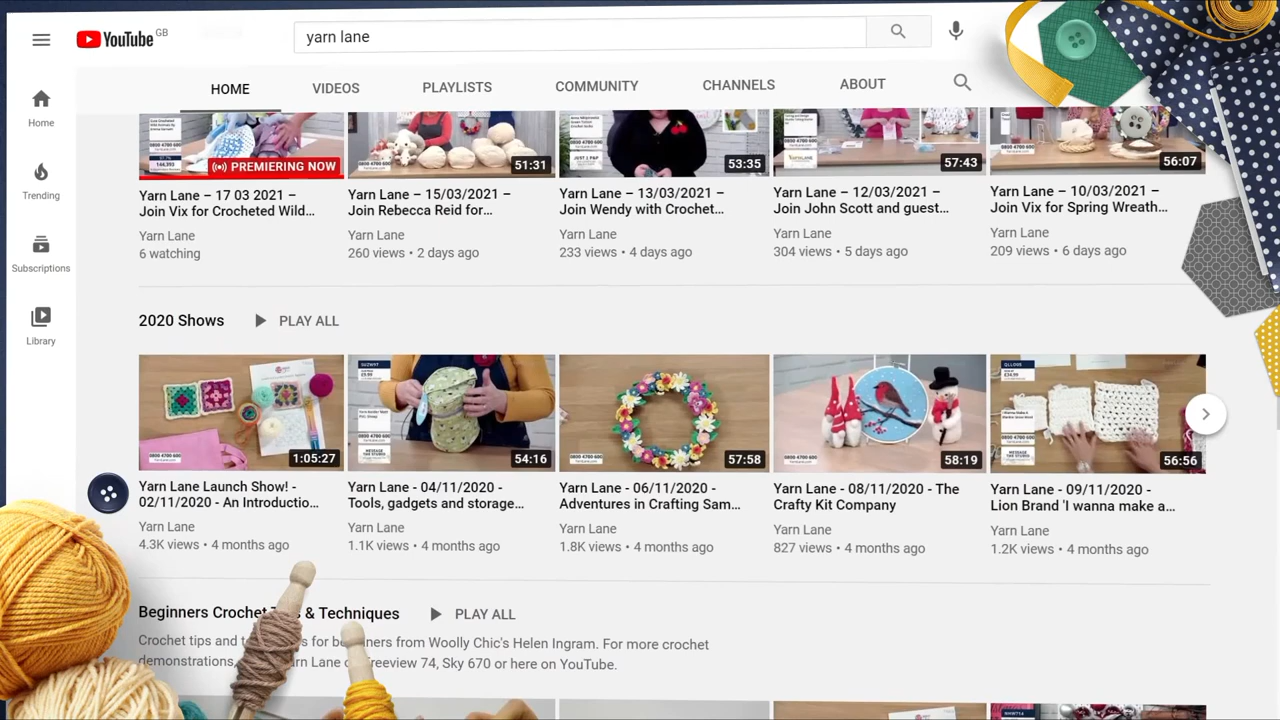 YouTube GB
yarn lane
HOME VIDEOS PLAYLISTS COMMUNITY CHANNELS ABOUT
Home
Trending
Subscriptions
Library
PREMIERING NOW
51:31
53:35
57:43
56:07
Yarn Lane – 17 03 2021 –
Join Vix for Crocheted Wild...
Yarn Lane
6 watching
Yarn Lane – 15/03/2021 –
Join Rebecca Reid for...
Yarn Lane
260 views • 2 days ago
Yarn Lane – 13/03/2021 –
Join Wendy with Crochet...
Yarn Lane
233 views • 4 days ago
Yarn Lane – 12/03/2021 –
Join John Scott and guest...
Yarn Lane
304 views • 5 days ago
Yarn Lane – 10/03/2021 –
Join Vix for Spring Wreath...
Yarn Lane
209 views • 6 days ago
2020 Shows PLAY ALL
1:05:27
54:16
57:58
58:19
56:56
Yarn Lane Launch Show! -
02/11/2020 - An Introductio...
Yarn Lane
4.3K views • 4 months ago
Yarn Lane - 04/11/2020 -
Tools, gadgets and storage...
Yarn Lane
1.1K views • 4 months ago
Yarn Lane - 06/11/2020 -
Adventures in Crafting Sam...
Yarn Lane
1.8K views • 4 months ago
Yarn Lane - 08/11/2020 - The
Crafty Kit Company
Yarn Lane
827 views • 4 months ago
Yarn Lane - 09/11/2020 -
Lion Brand 'I wanna make a...
Yarn Lane
1.2K views • 4 months ago
Beginners Crochet & Techniques PLAY ALL
Crochet tips and for from Woolly Chic's Helen Ingram. For more crochet
demonstrations, Lane Freeview 74, Sky 670 or here on YouTube.